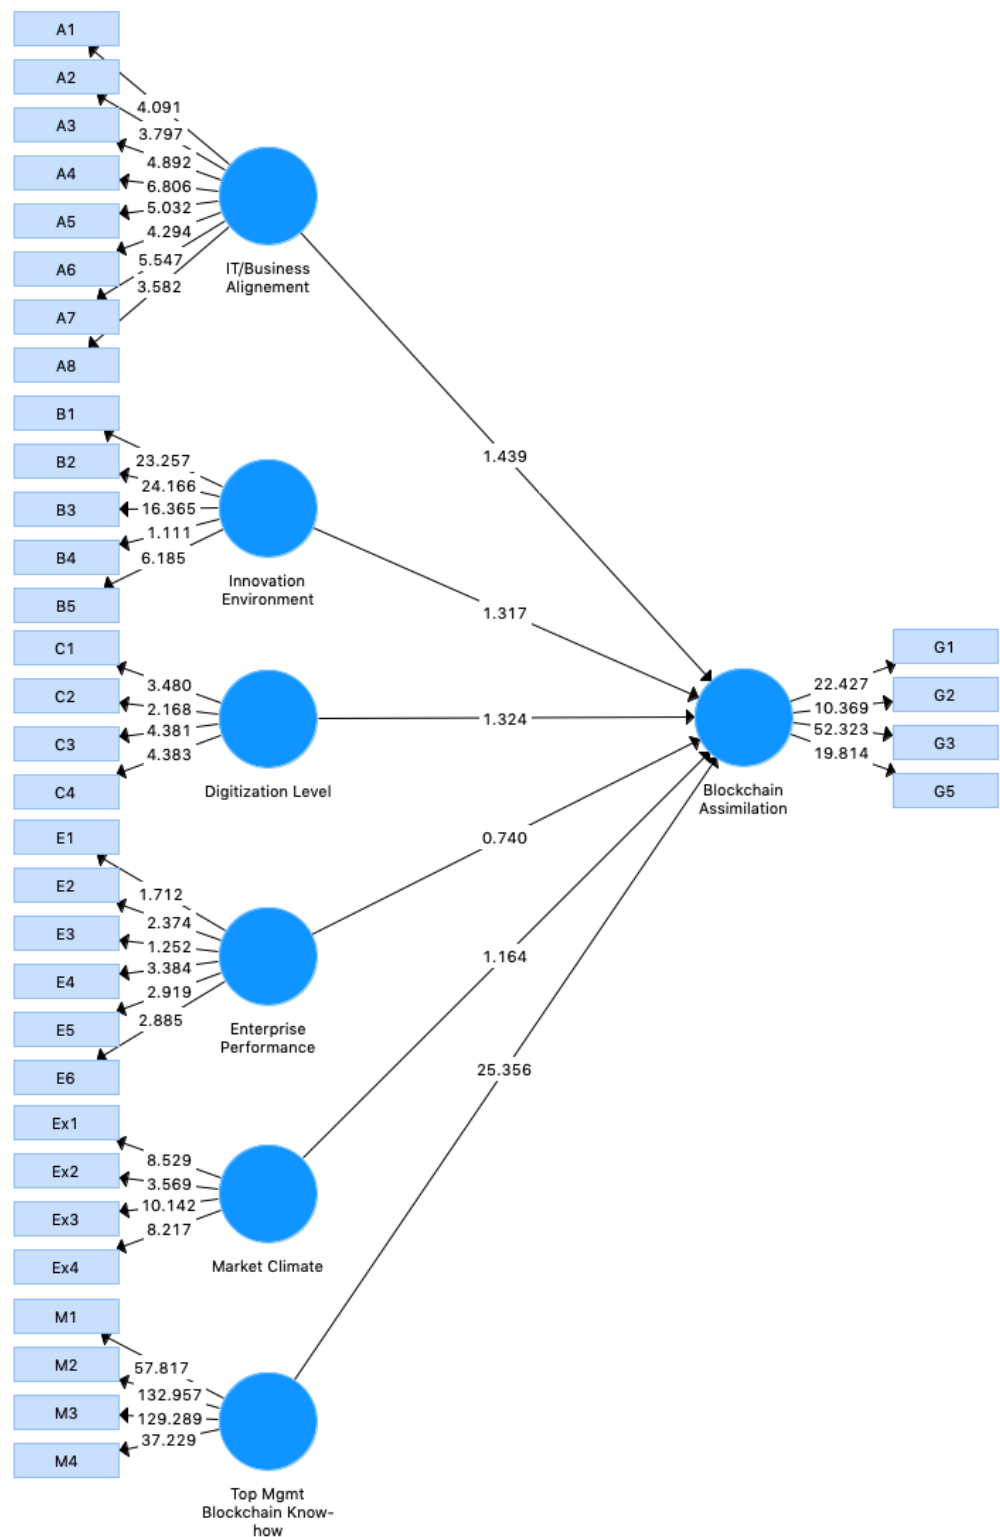 A1
A2
A3
A4
A5
A6
A7
A8
4.091
3.797
4.892
6.806
5.032
4.294
5.547
3.582
IT/Business
Alignement
1.439
B1
B2
B3
B4
B5
23.257
24.166
16.365
1.111
6.185
Innovation
Environment
1.317
C1
C2
C3
C4
3.480
2.168
4.381
4.383
Digitization Level
1.324
E1
E2
E3
E4
E5
E6
1.712
2.374
1.252
3.384
2.919
2.885
Enterprise
Performance
0.740
Ex1
Ex2
Ex3
Ex4
8.529
3.569
10.142
8.217
Market Climate
1.164
M1
M2
M3
M4
57.817
132.957
129.289
37.229
Top Mgmt
Blockchain Know-
how
25.356
Blockchain
Assimilation
22.427
10.369
52.323
19.814
G1
G2
G3
G5